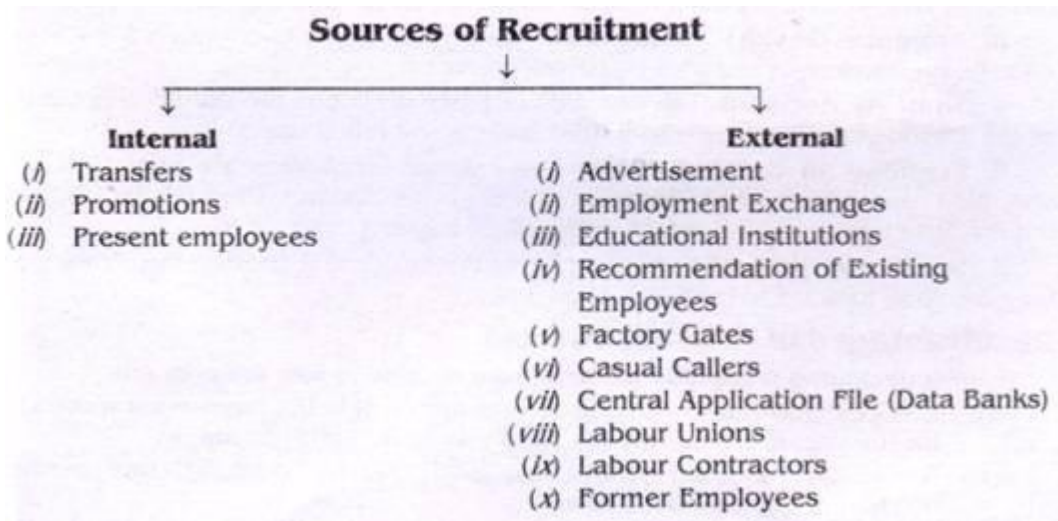 Sources of Recruitment
Internal
(i) Transfers
(ii) Promotions
(iii) Present employees
External
(i) Advertisement
(ii) Employment Exchanges
(iii) Educational Institutions
(iv) Recommendation of Existing
Employees
(v) Factory Gates
(vi) Casual Callers
(vii) Central Application File (Data Banks)
(viii) Labour Unions
(ix) Labour Contractors
(x) Former Employees